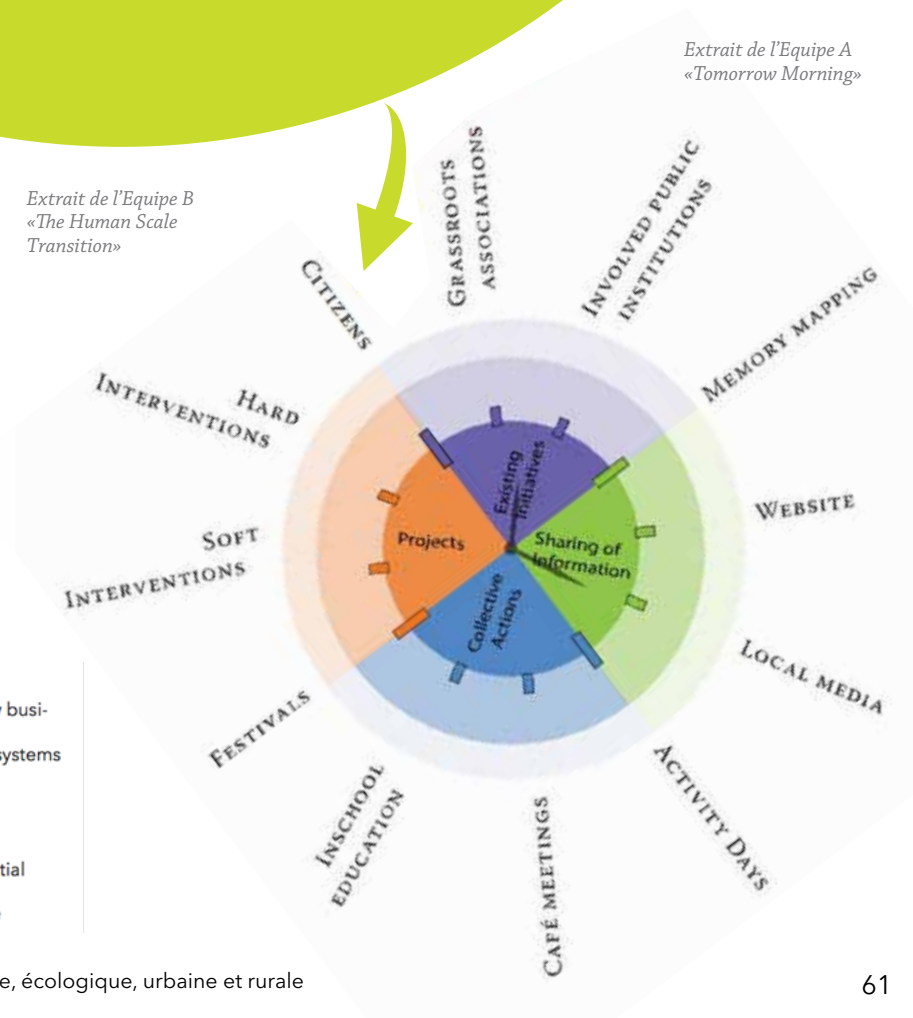 Extrait de l'Equipe A
«Tomorrow Morning»
Extrait de l'Equipe B
«The Human Scale
Transition»
CITIZENS
GRASSROOTS
ASSOCIATIONS
INVOLVED PUBLIC
INSTITUTIONS
MEMORY MAPPING
WEBSITE
LOCAL MEDIA
ACTIVITY DAYS
CAFÉ MEETINGS
INSCHOOL
EDUCATION
FESTIVALS
SOFT
INTERVENTIONS
HARD
INTERVENTIONS
Existing
Initiatives
Sharing of
Information
Collective
Actions
Projects
busi-
systems
e, écologique, urbaine et rurale
61